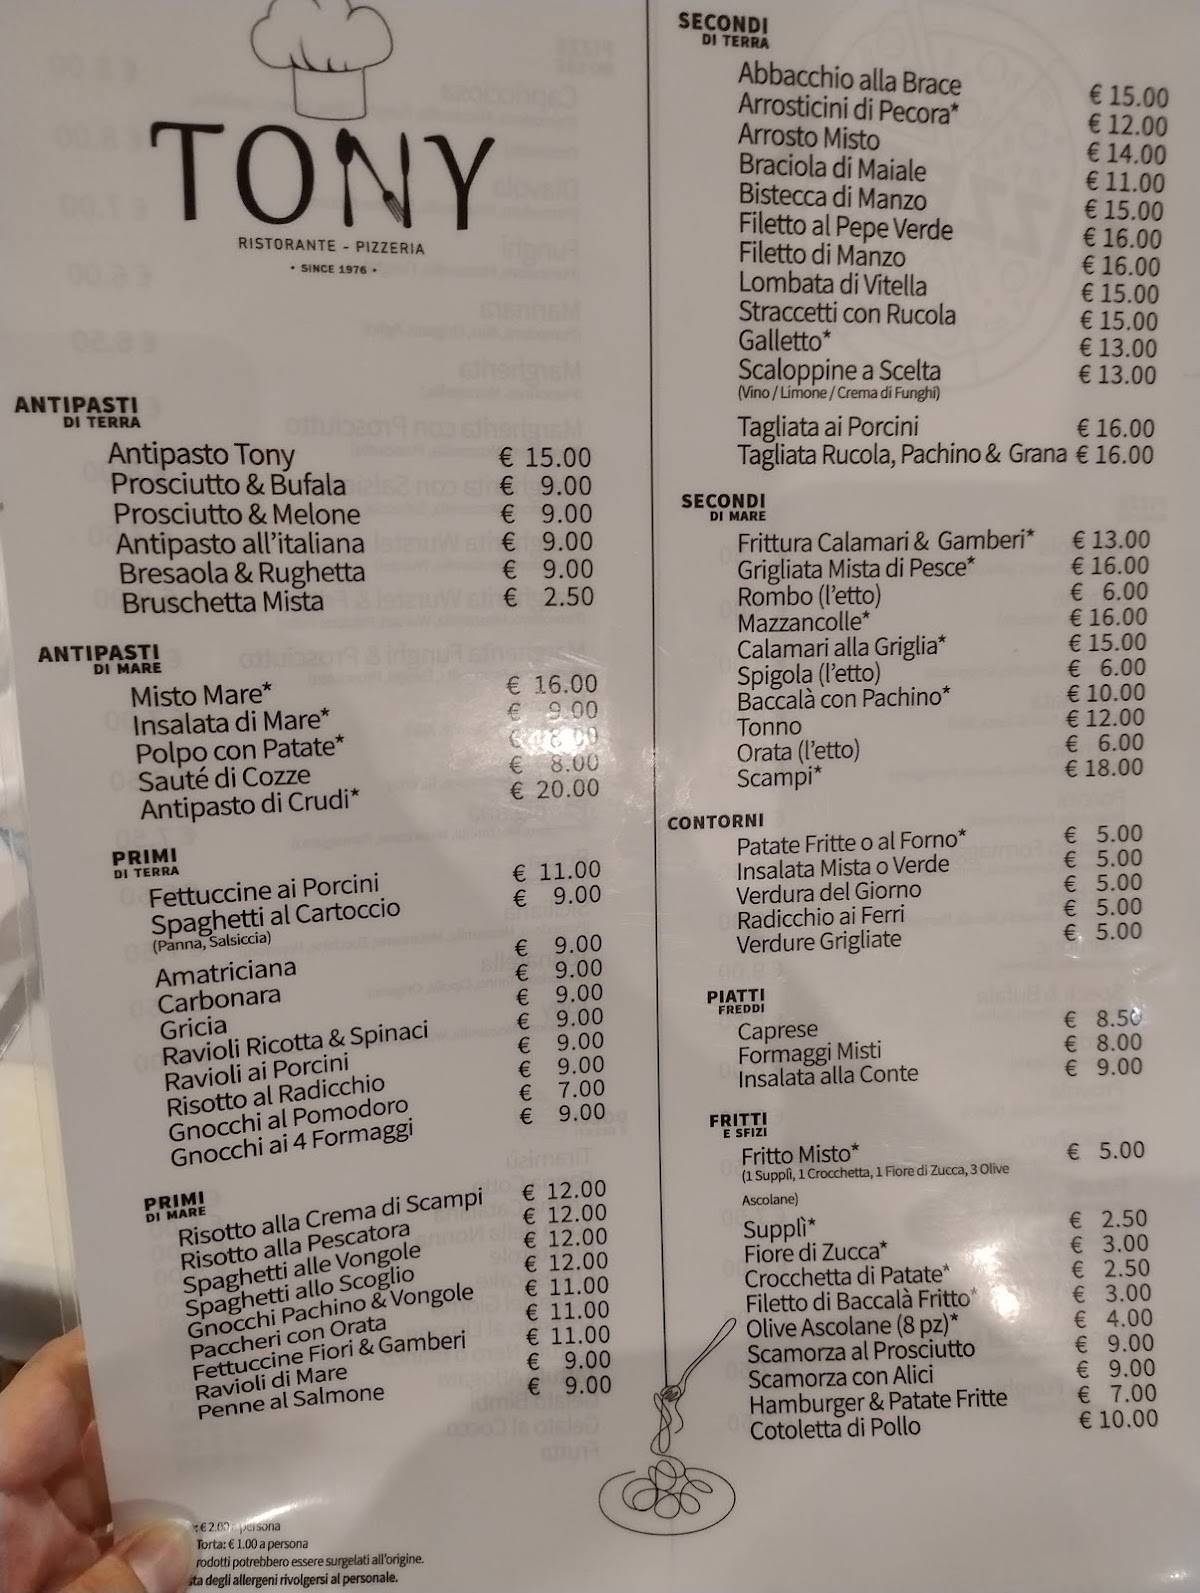 TONY
RISTORANTE - PIZZERIA
• SINCE 1976 •
ANTIPASTI
DI TERRA
Antipasto Tony € 15.00
Prosciutto & Bufala € 9.00
Prosciutto & Melone € 9.00
Antipasto all'italiana € 9.00
Bresaola & Rughetta € 9.00
Bruschetta Mista € 2.50
ANTIPASTI
DI MARE
Misto Mare* € 16.00
Insalata di Mare* € 9.00
Polpo con Patate* € 8.00
Sauté di Cozze € 8.00
Antipasto di Crudi* € 20.00
PRIMI
DI TERRA
Fettuccine ai Porcini € 11.00
Spaghetti al Cartoccio € 9.00
(Panna, Salsiccia)
Amatriciana € 9.00
Carbonara € 9.00
Gricia € 9.00
Ravioli Ricotta & Spinaci € 9.00
Ravioli ai Porcini € 9.00
Risotto al Radicchio € 9.00
Gnocchi al Pomodoro € 7.00
Gnocchi ai 4 Formaggi € 9.00
PRIMI
DI MARE
Risotto alla Crema di Scampi € 12.00
Risotto alla Pescatora € 12.00
Spaghetti alle Vongole € 12.00
Spaghetti allo Scoglio € 12.00
Gnocchi Pachino & Vongole € 11.00
Paccheri con Orata € 11.00
Fettuccine Fiori & Gamberi € 11.00
Ravioli di Mare € 9.00
Penne al Salmone € 9.00
: € 2.00 persona
Torta: € 1.00 a persona
rodotti potrebbero essere surgelati all'origine.
ta degli allergeni rivolgersi al personale.
SECONDI
DI TERRA
Abbacchio alla Brace € 15.00
Arrosticini di Pecora* € 12.00
Arrosto Misto € 14.00
Braciola di Maiale € 11.00
Bistecca di Manzo € 15.00
Filetto al Pepe Verde € 16.00
Filetto di Manzo € 16.00
Lombata di Vitella € 15.00
Straccetti con Rucola € 15.00
Galletto* € 13.00
Scaloppine a Scelta € 13.00
(Vino / Limone / Crema di Funghi)
Tagliata ai Porcini € 16.00
Tagliata Rucola, Pachino & Grana € 16.00
SECONDI
DI MARE
Frittura Calamari & Gamberi* € 13.00
Grigliata Mista di Pesce* € 16.00
Rombo (l'etto) € 6.00
Mazzancolle* € 16.00
Calamari alla Griglia* € 15.00
Spigola (l'etto) € 6.00
Baccalà con Pachino* € 10.00
Tonno € 12.00
Orata (l'etto) € 6.00
Scampi* € 18.00
CONTORNI
Patate Fritte o al Forno* € 5.00
Insalata Mista o Verde € 5.00
Verdura del Giorno € 5.00
Radicchio ai Ferri € 5.00
Verdure Grigliate € 5.00
PIATTI
FREDDI
Caprese € 8.50
Formaggi Misti € 8.00
Insalata alla Conte € 9.00
FRITTI
E SFIZI
Fritto Misto* € 5.00
(1 Supplì, 1 Crocchetta, 1 Fiore di Zucca, 3 Olive
Ascolane)
Supplì* € 2.50
Fiore di Zucca* € 3.00
Crocchetta di Patate* € 2.50
Filetto di Baccalà Fritto* € 3.00
Olive Ascolane (8 pz)* € 4.00
Scamorza al Prosciutto € 9.00
Scamorza con Alici € 9.00
Hamburger & Patate Fritte € 7.00
Cotoletta di Pollo € 10.00